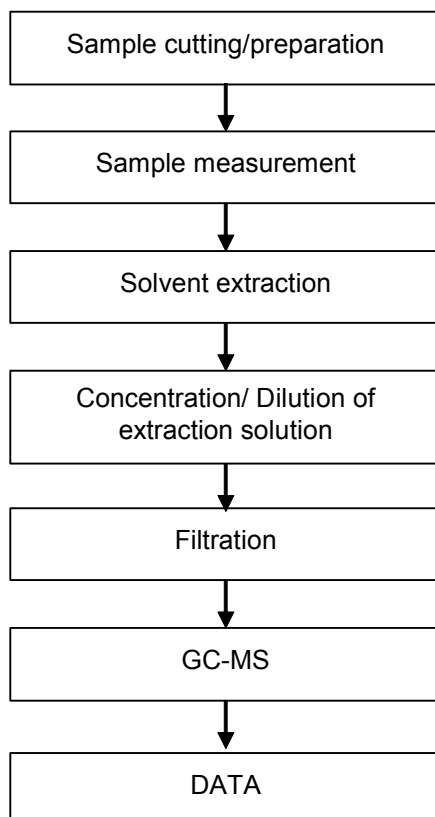 Sample cutting/preparation
Sample measurement
Solvent extraction
Concentration/ Dilution of
extraction solution
Filtration
GC-MS
DATA